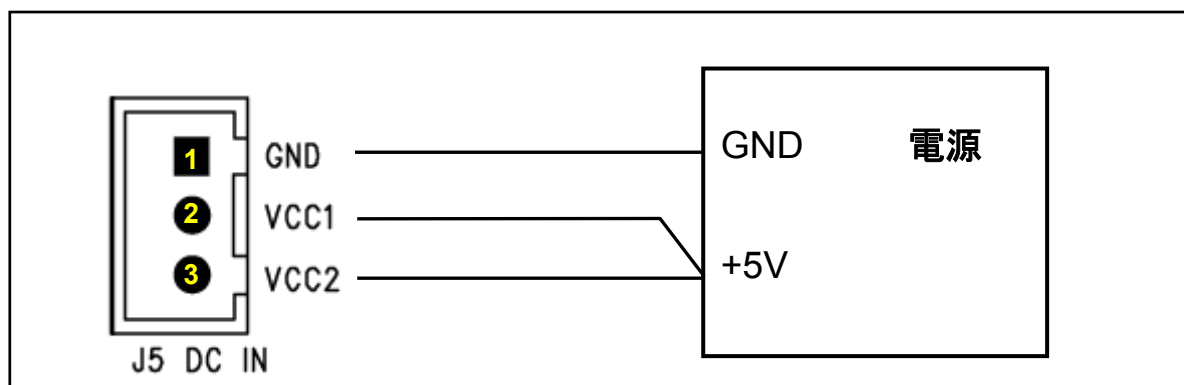 1 GND GND 電源
2 VCC1
3 VCC2 +5V
J5 DC IN